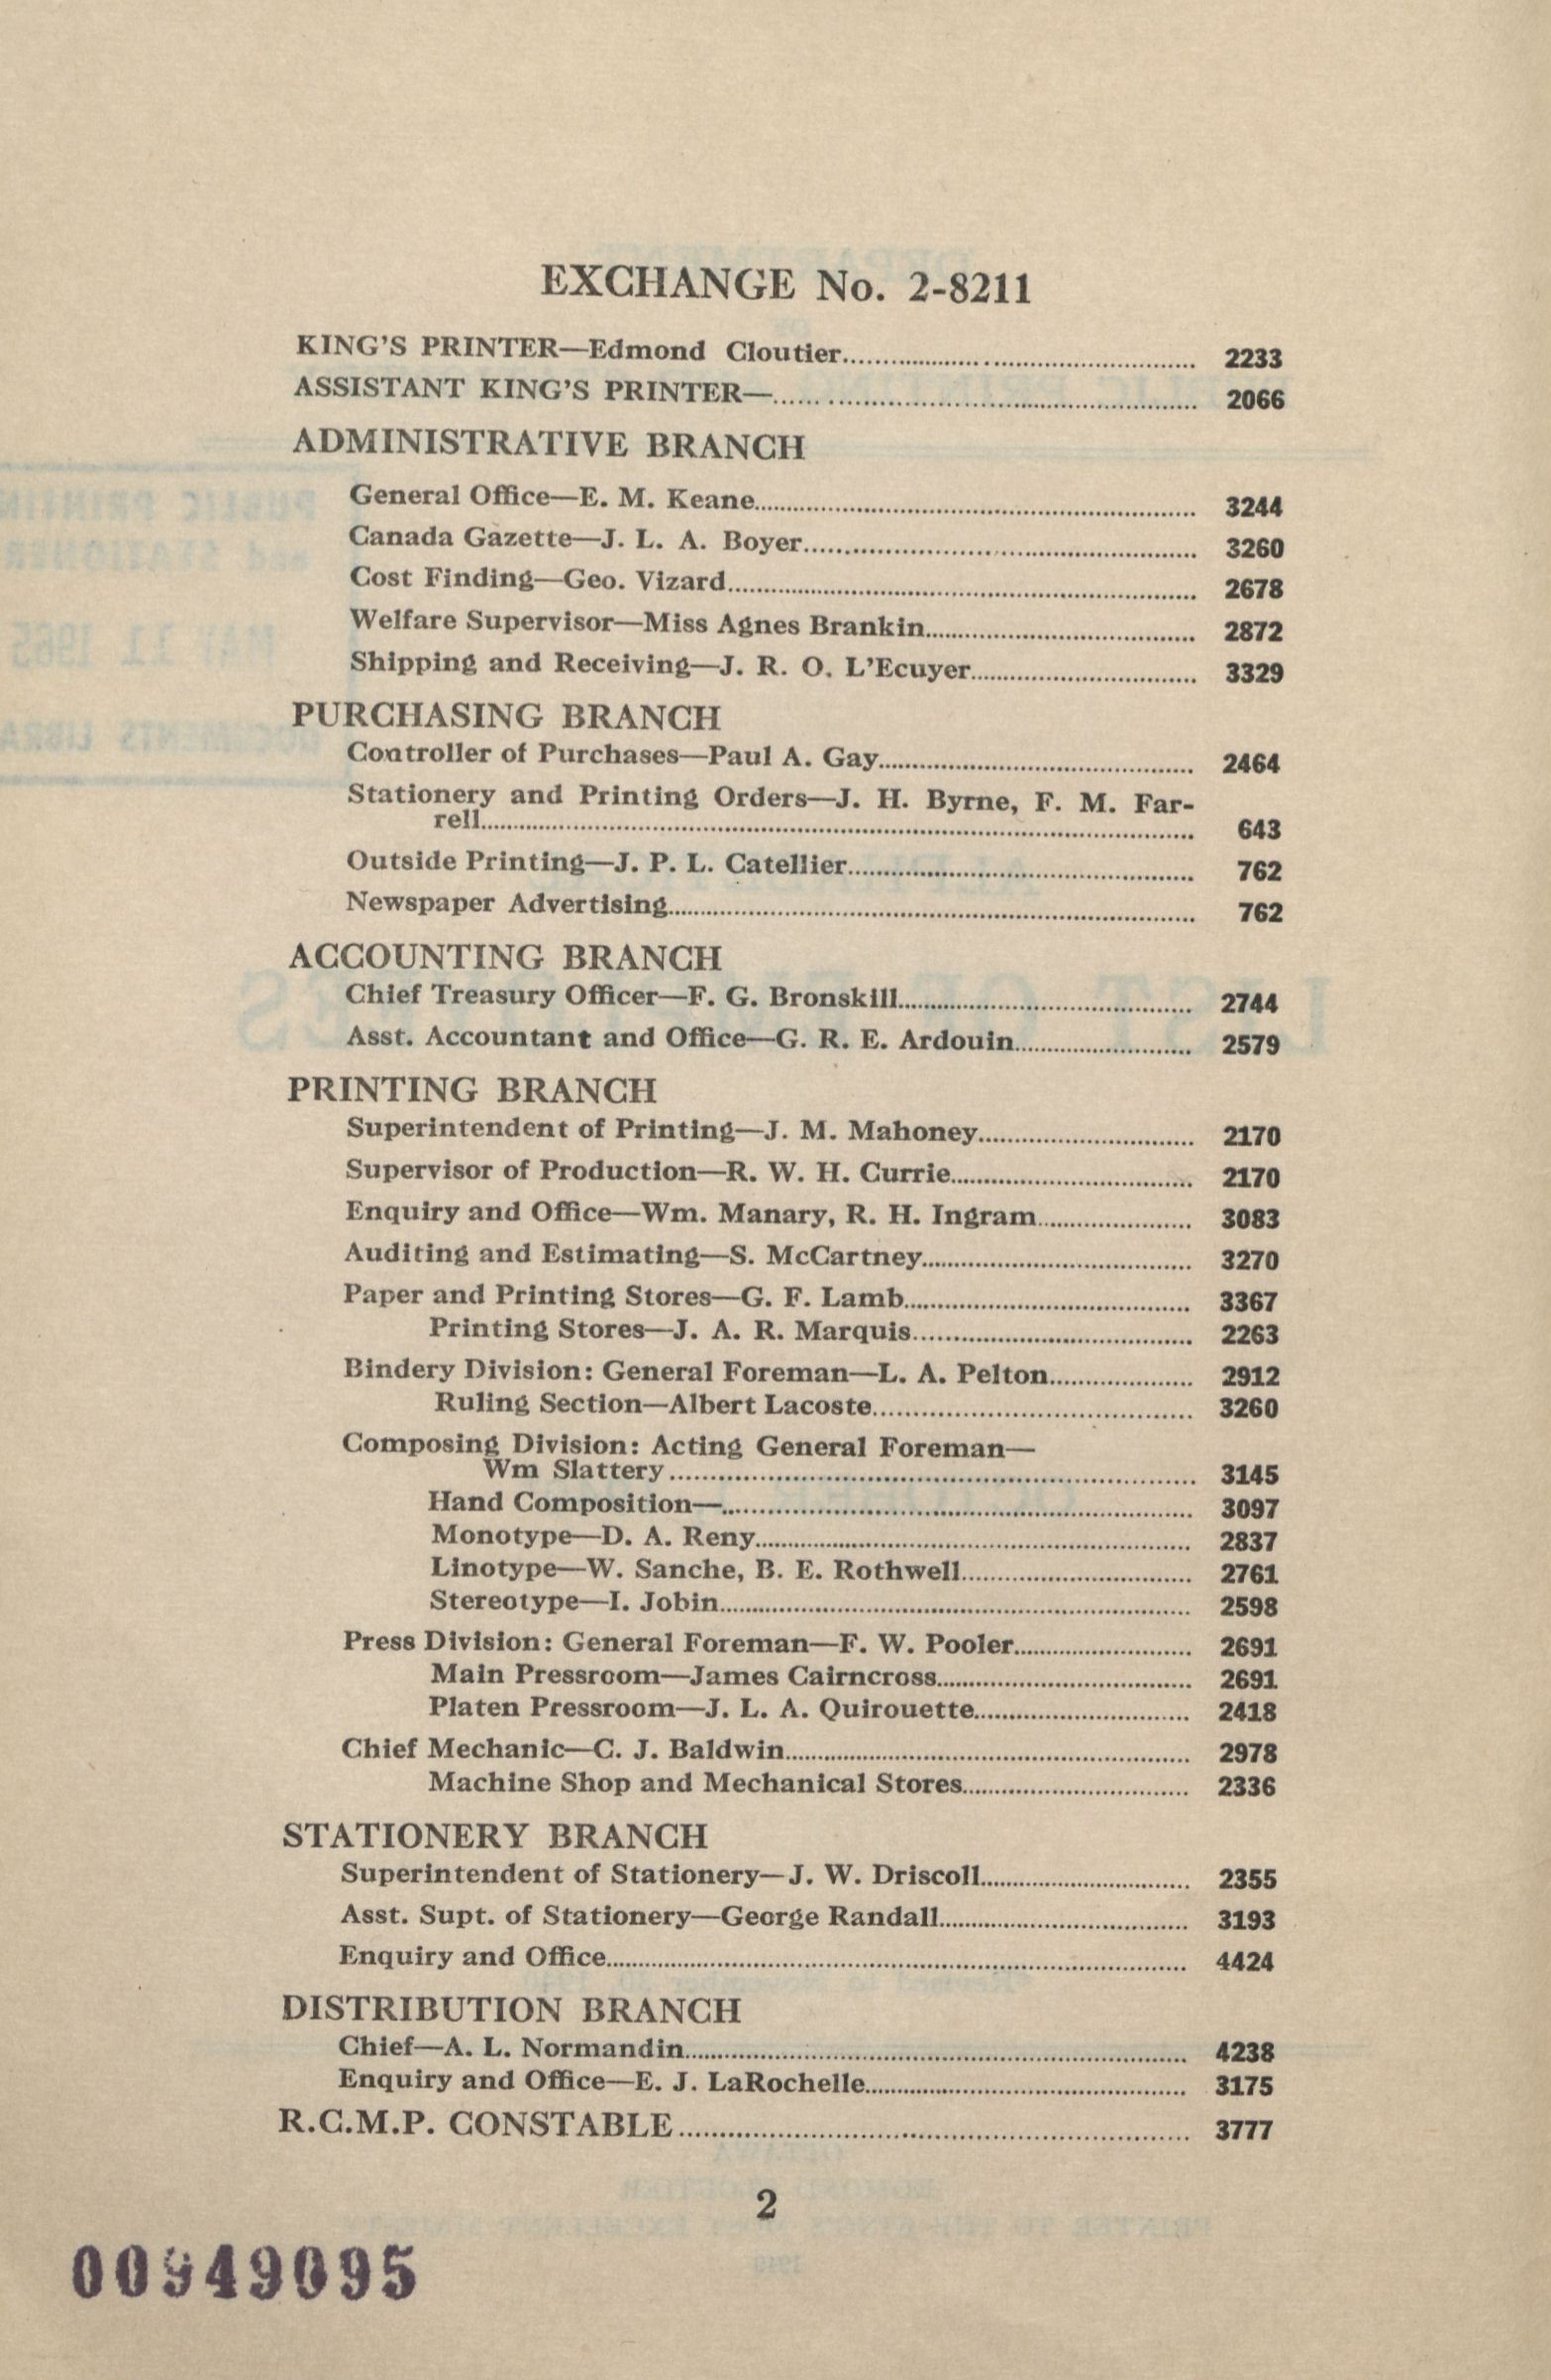 EXCHANGE No. 2-8211
KING'S PRINTER—Edmond Cloutier........ 2233
ASSISTANT KING'S PRINTER—........ 2066
ADMINISTRATIVE BRANCH
General Office—E. M. Keane........ 3244
Canada Gazette—J. L. A. Boyer........ 3260
Cost Finding—Geo. Vizard........ 2678
Welfare Supervisor—Miss Agnes Brankin........ 2872
Shipping and Receiving—J. R. O. L'Ecuyer........ 3329
PURCHASING BRANCH
Controller of Purchases—Paul A. Gay........ 2464
Stationery and Printing Orders—J. H. Byrne, F. M. Far-
rell........ 643
Outside Printing—J. P. L. Catellier........ 762
Newspaper Advertising........ 762
ACCOUNTING BRANCH
Chief Treasury Officer—F. G. Bronskill........ 2744
Asst. Accountant and Office—G. R. E. Ardouin........ 2579
PRINTING BRANCH
Superintendent of Printing—J. M. Mahoney........ 2170
Supervisor of Production—R. W. H. Currie........ 2170
Enquiry and Office—Wm. Manary, R. H. Ingram........ 3083
Auditing and Estimating—S. McCartney........ 3270
Paper and Printing Stores—G. F. Lamb........ 3367
Printing Stores—J. A. R. Marquis........ 2263
Bindery Division: General Foreman—L. A. Pelton........ 2912
Ruling Section—Albert Lacoste........ 3260
Composing Division: Acting General Foreman—
Wm Slattery........ 3145
Hand Composition—........ 3097
Monotype—D. A. Reny........ 2837
Linotype—W. Sanche, B. E. Rothwell........ 2761
Stereotype—I. Jobin........ 2598
Press Division: General Foreman—F. W. Pooler........ 2691
Main Pressroom—James Cairncross........ 2691
Platen Pressroom—J. L. A. Quirouette........ 2418
Chief Mechanic—C. J. Baldwin........ 2978
Machine Shop and Mechanical Stores........ 2336
STATIONERY BRANCH
Superintendent of Stationery—J. W. Driscoll........ 2355
Asst. Supt. of Stationery—George Randall........ 3193
Enquiry and Office........ 4424
DISTRIBUTION BRANCH
Chief—A. L. Normandin........ 4238
Enquiry and Office—E. J. LaRochelle........ 3175
R.C.M.P. CONSTABLE........ 3777
2
00949095